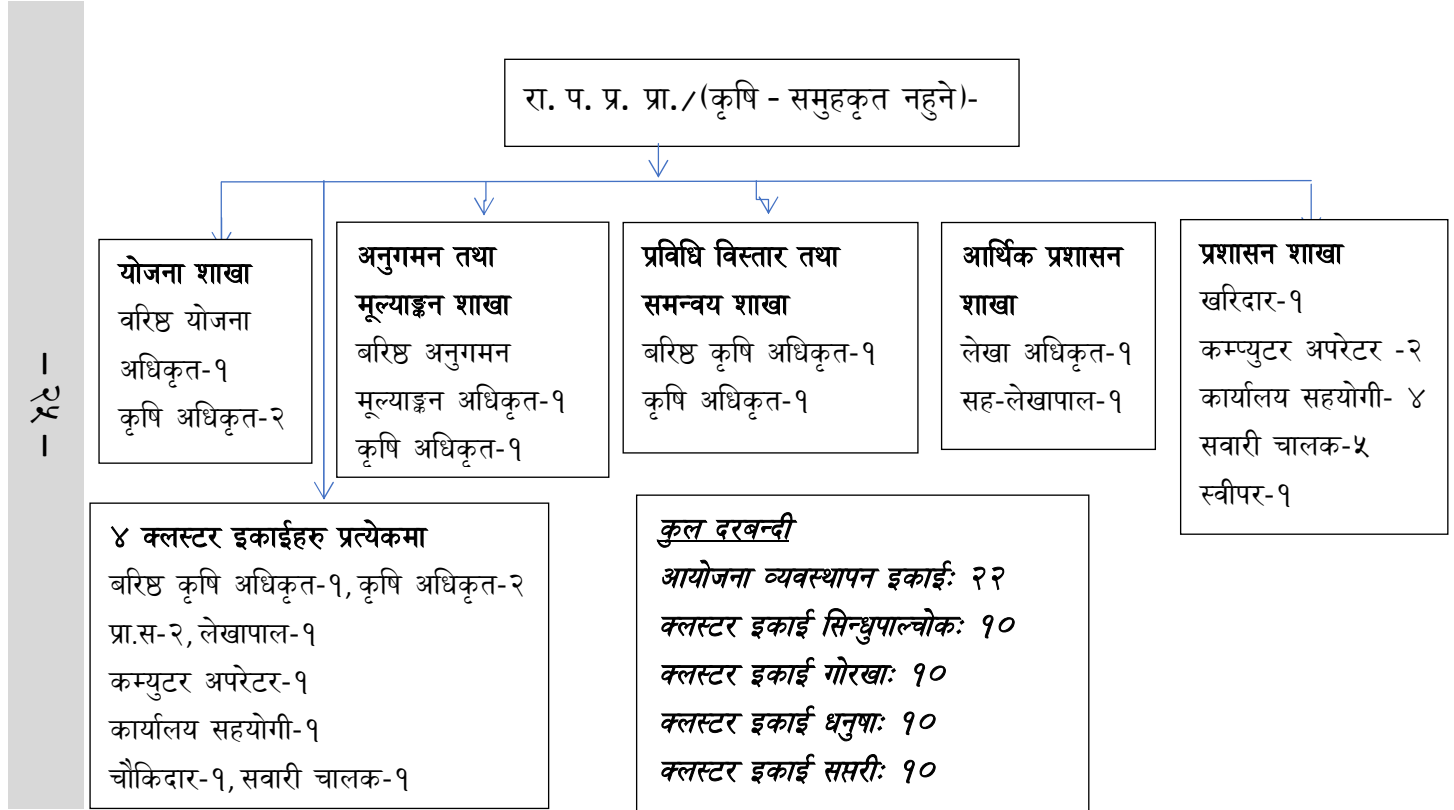 रा. प. प्र. प्रा./(कृषि - समुहकृत नहुने)-
योजना शाखा
वरिष्ठ योजना
अधिकृत-१
कृषि अधिकृत-२
अनुगमन तथा
मूल्याङ्कन शाखा
बरिष्ठ अनुगमन
मूल्याङ्कन अधिकृत-१
कृषि अधिकृत-१
प्रविधि विस्तार तथा
समन्वय शाखा
बरिष्ठ कृषि अधिकृत-१
कृषि अधिकृत-१
आर्थिक प्रशासन
शाखा
लेखा अधिकृत-१
सह-लेखापाल-१
प्रशासन शाखा
खरिदार-१
कम्प्युटर अपरेटर -२
कार्यालय सहयोगी- ४
सवारी चालक-५
स्वीपर-१
४ क्लस्टर इकाईहरु प्रत्येकमा
बरिष्ठ कृषि अधिकृत-१, कृषि अधिकृत-२
प्रा.स-२, लेखापाल-१
कम्युटर अपरेटर-१
कार्यालय सहयोगी-१
चौकिदार-१, सवारी चालक-१
कुल दरबन्दी
आयोजना व्यवस्थापन इकाईः २२
क्लस्टर इकाई सिन्धुपाल्चोकः १०
क्लस्टर इकाई गोरखाः १०
क्लस्टर इकाई धनुषाः १०
क्लस्टर इकाई सप्तरीः १०
– २५ –